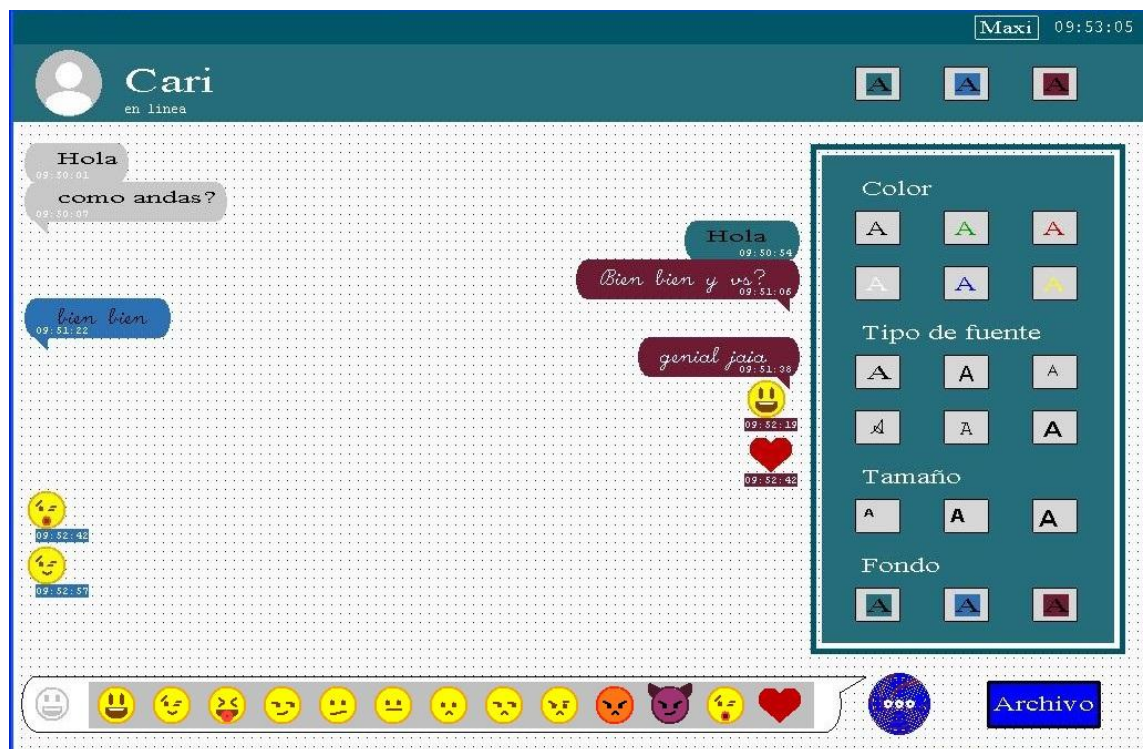 Maxi 09:53:05
Cari
en linea
A A A
Hola
09:50:01
como andas?
09:50:07
Hola
09:50:54
Bien bien y vs?
09:51:06
bien bien
09:51:22
genial jaja
09:51:38
09:52:19
09:52:42
09:52:42
09:52:57
Color
A A A
A A A
Tipo de fuente
A A A
A A A
Tamaño
A A A
Fondo
A A A
Archivo